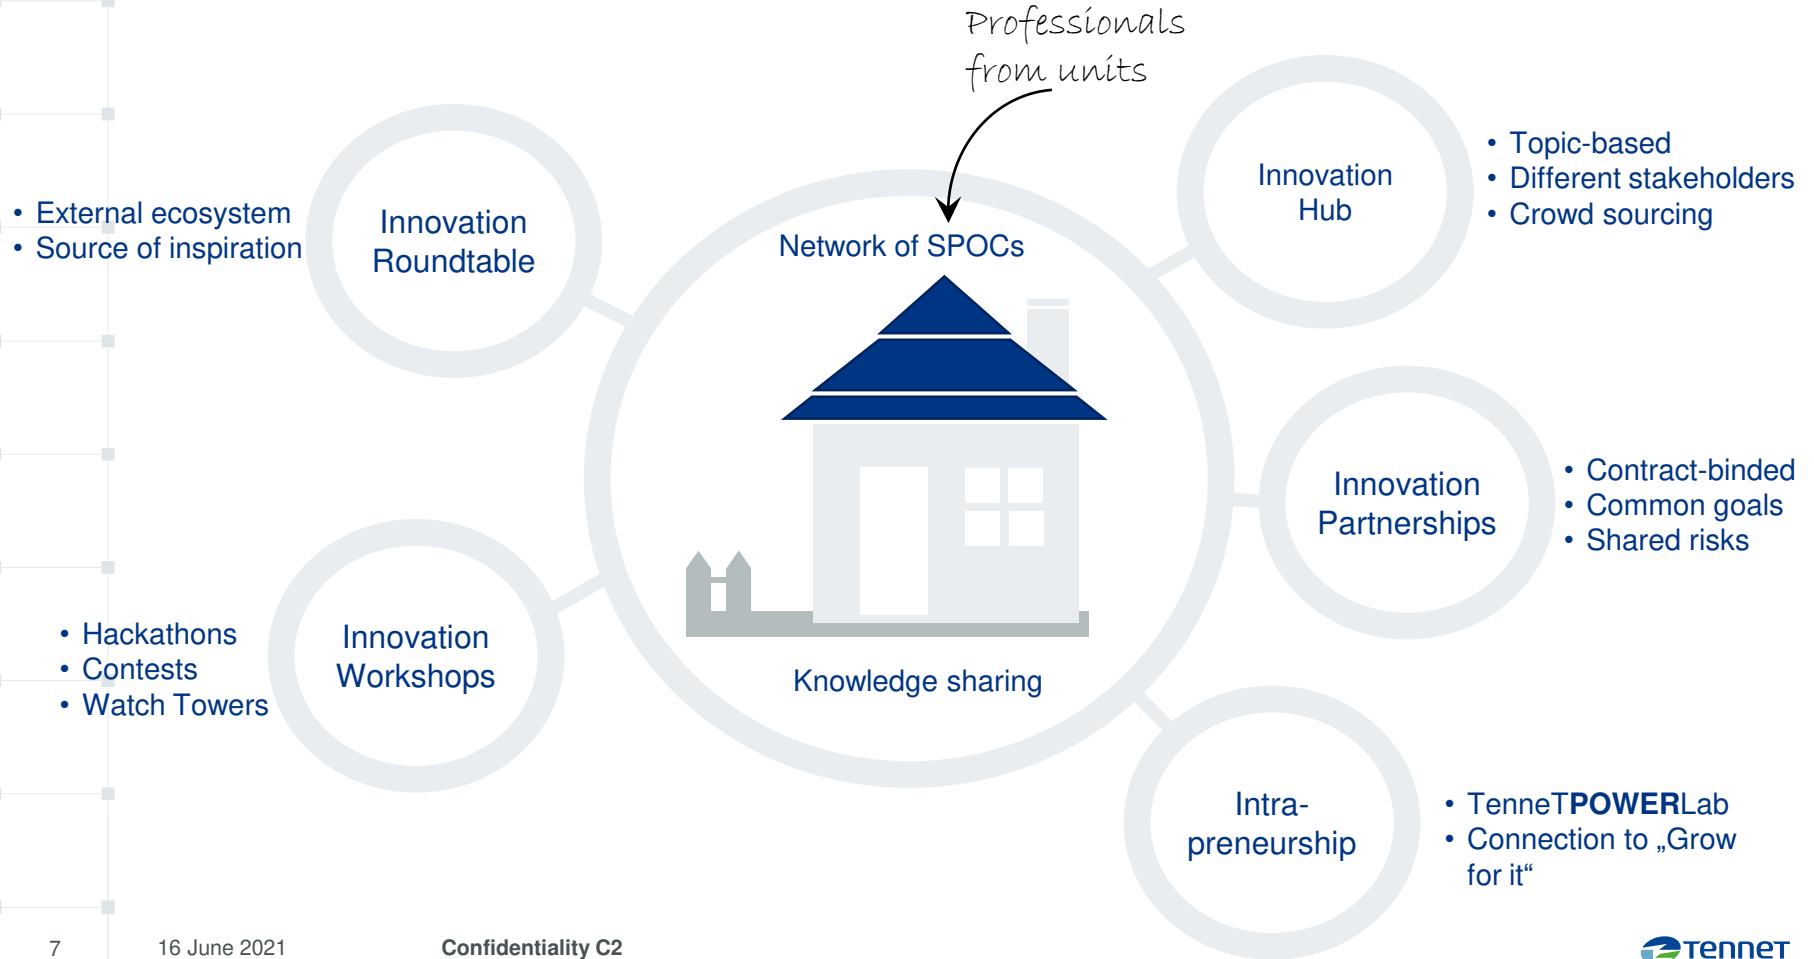 Professionals
from units
• External ecosystem
• Source of inspiration
Innovation
Roundtable
Network of SPOCs
Innovation
Hub
• Topic-based
• Different stakeholders
• Crowd sourcing
Innovation
Partnerships
• Contract-binded
• Common goals
• Shared risks
• Hackathons
• Contests
• Watch Towers
Innovation
Workshops
Knowledge sharing
Intra-
preneurship
• TenneTPOWERLab
• Connection to „Grow
for it“
7
16 June 2021
Confidentiality C2
Tennet